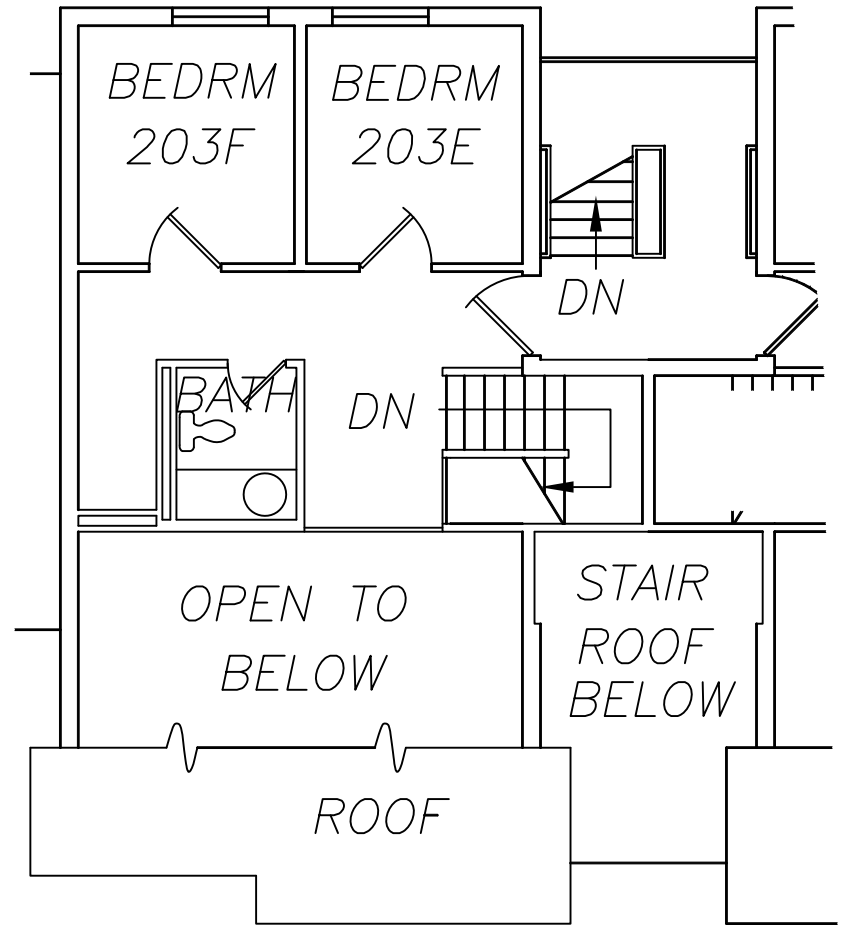 BEDRM
203F
BEDRM
203E
DN
BATH
DN
OPEN TO
BELOW
STAIR
ROOF
BELOW
ROOF